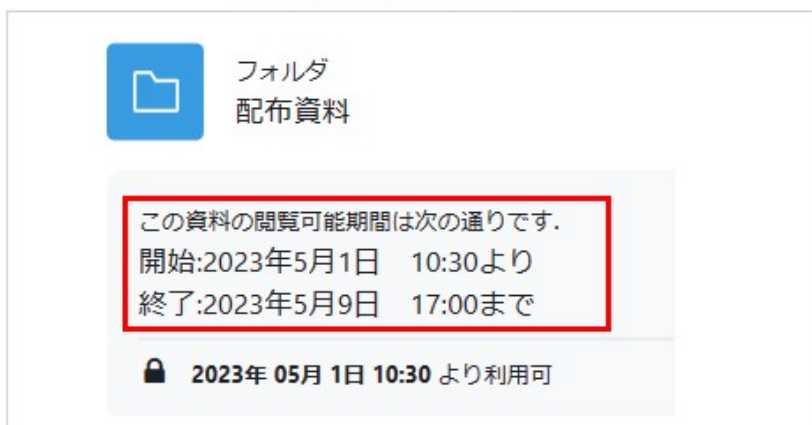 フォルダ
配布資料
この資料の閲覧可能期間は次の通りです.
開始:2023年5月1日　10:30より
終了:2023年5月9日　17:00まで
2023年 05月 1日 10:30 より利用可